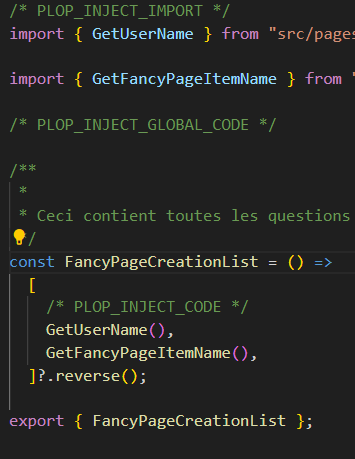 /* PLOP_INJECT_IMPORT */
import { GetUserName } from "src/pages
import { GetFancyPageItemName } from "
/* PLOP_INJECT_GLOBAL_CODE */
/**
*
* Ceci contient toutes les questions
/
const FancyPageCreationList = () =>
[
/* PLOP_INJECT_CODE */
GetUserName(),
GetFancyPageItemName(),
]?.reverse();
export { FancyPageCreationList };